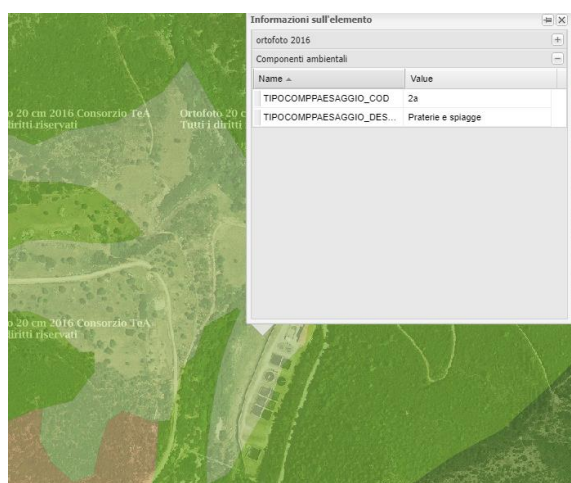 Informazioni sull'elemento
ortofoto 2016
Componenti ambientali
Name Value
TIPOCOMPPAESAGGIO_COD 2a
TIPOCOMPPAESAGGIO_DES... Praterie e spiagge
o 20 cm 2016 Consorzio TeA
diritti riservati
Ortofoto 20 c
Tutti i diritti
o 20 cm 2016 Consorzio TeA
diritti riservati